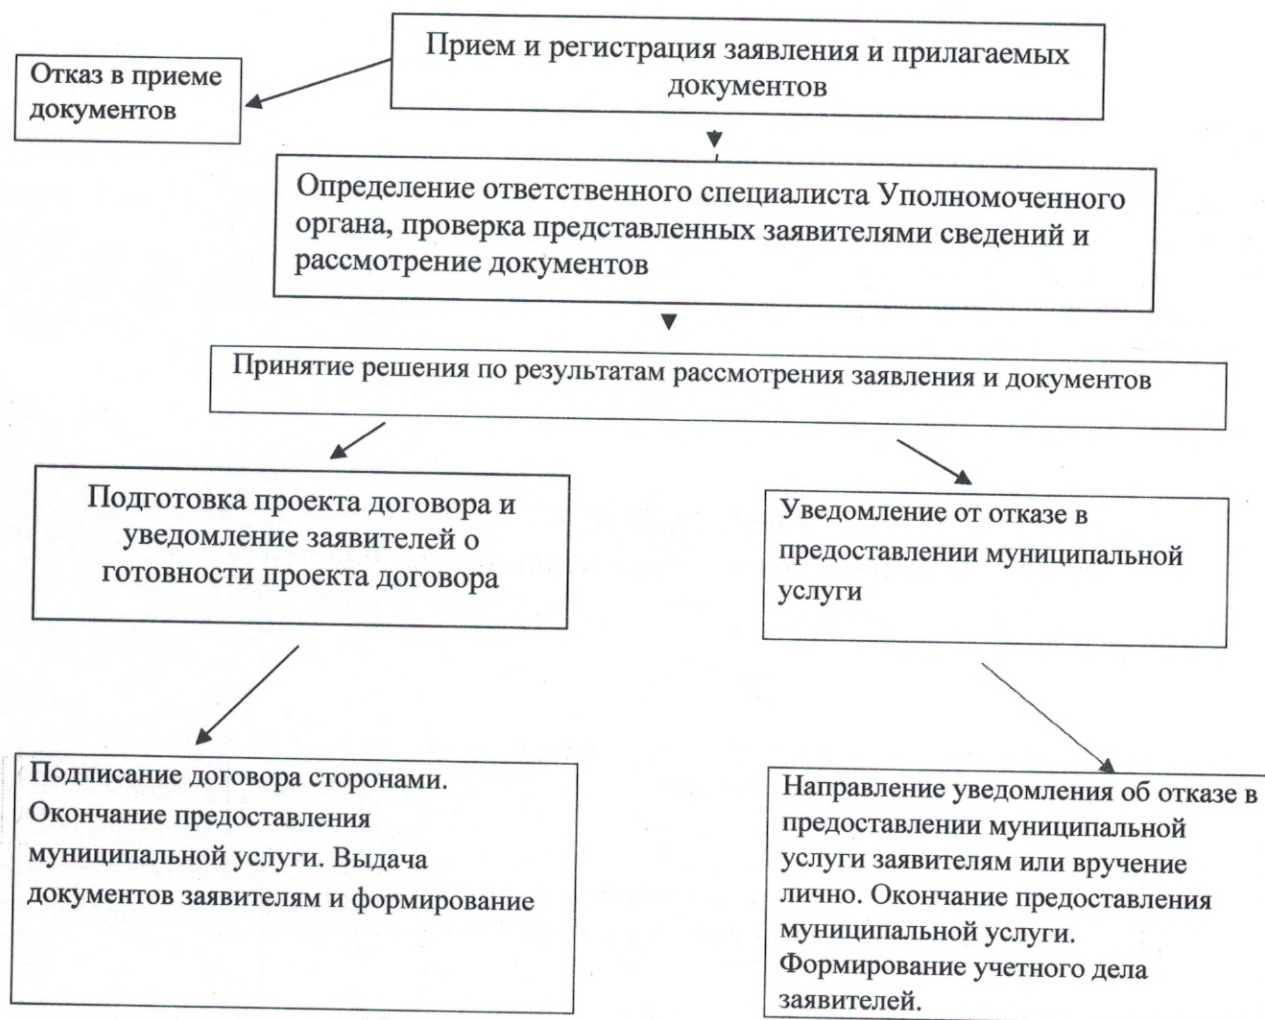 Прием и регистрация заявления и прилагаемых
документов
Отказ в приеме
документов
Определение ответственного специалиста Уполномоченного
органа, проверка представленных заявителями сведений и
рассмотрение документов
Принятие решения по результатам рассмотрения заявления и документов
Подготовка проекта договора и
уведомление заявителей о
готовности проекта договора
Уведомление от отказе в
предоставлении муниципальной
услуги
Подписание договора сторонами.
Окончание предоставления
муниципальной услуги. Выдача
документов заявителям и формирование
Направление уведомления об отказе в
предоставлении муниципальной
услуги заявителям или вручение
лично. Окончание предоставления
муниципальной услуги.
Формирование учетного дела
заявителей.